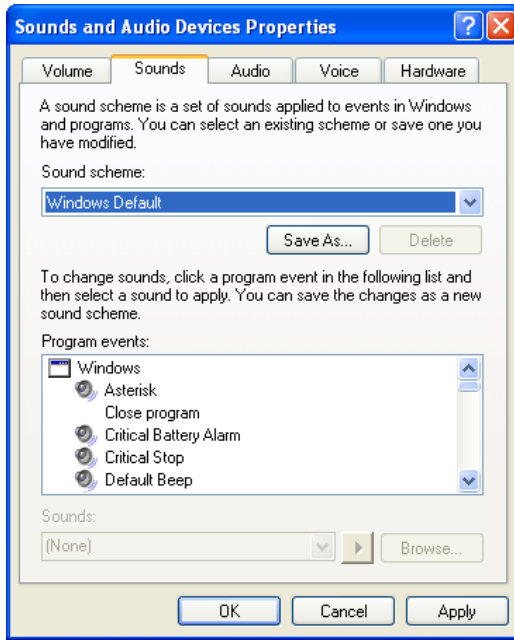 Sounds and Audio Devices Properties
Volume Sounds Audio Voice Hardware
A sound scheme is a set of sounds applied to events in Windows
and programs. You can select an existing scheme or save one you
have modified.
Sound scheme:
Windows Default
Save As... Delete
To change sounds, click a program event in the following list and
then select a sound to apply. You can save the changes as a new
sound scheme.
Program events:
Windows
Asterisk
Close program
Critical Battery Alarm
Critical Stop
Default Beep
Sounds:
(None) Browse...
OK Cancel Apply